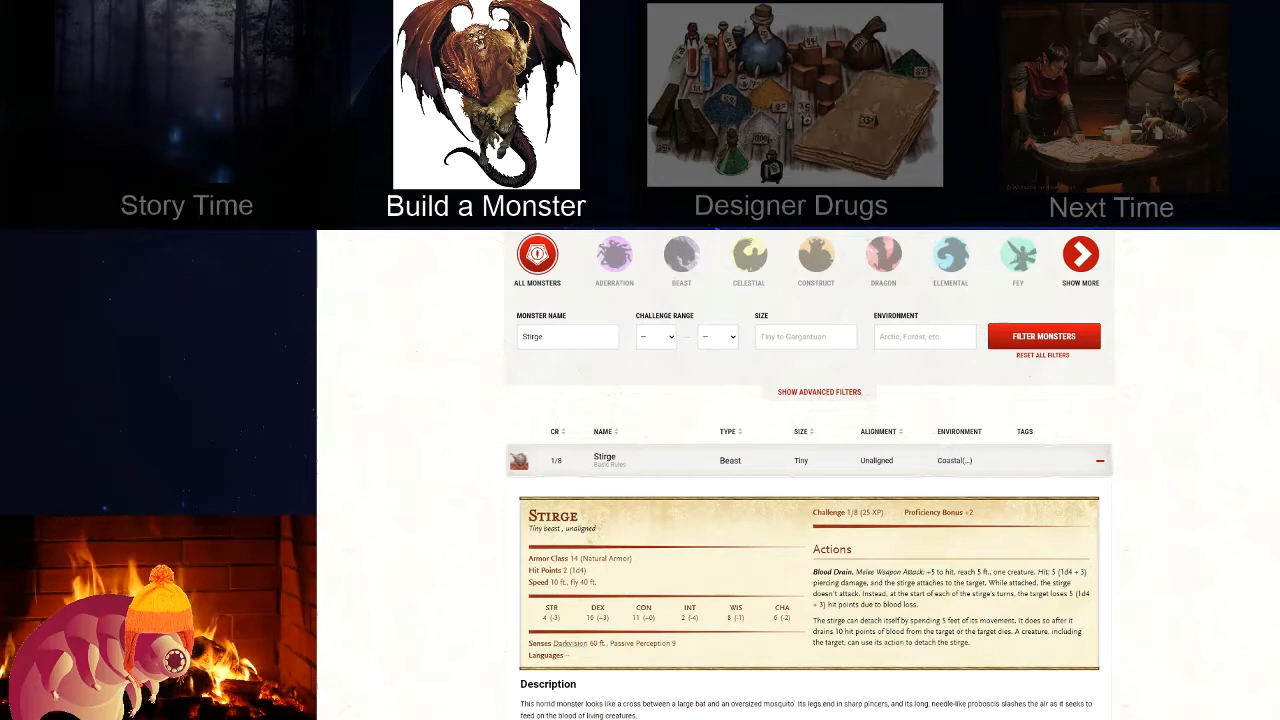 Story Time
Build a Monster
Designer Drugs
Next Time
ALL MONSTERS
ABERRATION
BEAST
CELESTIAL
CONSTRUCT
DRAGON
ELEMENTAL
FEY
SHOW MORE
MONSTER NAME
CHALLENGE RANGE
SIZE
ENVIRONMENT
Stirge
–
–
Tiny to Gargantuan
Arctic, Forest, etc.
FILTER MONSTERS
RESET ALL FILTERS
SHOW ADVANCED FILTERS
CR NAME TYPE SIZE ALIGNMENT ENVIRONMENT TAGS
1/8 Stirge Beast Tiny Unaligned Coastal(...)
Basic Rules
STIRGE
Tiny beast , unaligned
Armor Class 14 (Natural Armor)
Hit Points 2 (1d4)
Speed 10 ft., fly 40 ft.
STR DEX CON INT WIS CHA
4 (-3) 16 (+3) 11 (+0) 2 (-4) 8 (-1) 6 (-2)
Senses Darkvision 60 ft., Passive Perception 9
Languages --
Challenge 1/8 (25 XP) Proficiency Bonus +2
Actions
Blood Drain. Melee Weapon Attack: +5 to hit, reach 5 ft., one creature. Hit: 5 (1d4 + 3)
piercing damage, and the stirge attaches to the target. While attached, the stirge
doesn't attack. Instead, at the start of each of the stirge's turns, the target loses 5 (1d4
+ 3) hit points due to blood loss.
The stirge can detach itself by spending 5 feet of its movement. It does so after it
drains 10 hit points of blood from the target or the target dies. A creature, including
the target, can use its action to detach the stirge.
Description
This horrid monster looks like a cross between a large bat and an oversized mosquito. Its legs end in sharp pincers, and its long, needle-like proboscis slashes the air as it seeks to
feed on the blood of living creatures.